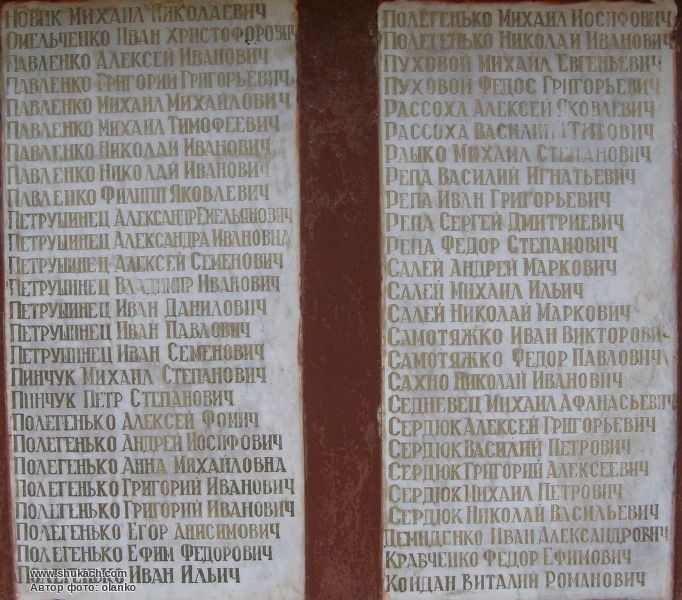 Новик Михаил Николаевич
Омельченко Иван Христофорович
Павленко Алексей Иванович
Павленко Григорий Григорьевич
Павленко Михаил Михайлович
Павленко Михаил Тимофеевич
Павленко Николай Иванович
Павленко Николай Иванович
Павленко Филипп Яковлевич
Петрушинец Александр Емельянович
Петрушинец Александра Ивановна
Петрушинец Алексей Семенович
Петрушинец Владимир Иванович
Петрушинец Иван Данилович
Петрушинец Иван Павлович
Петрушинец Иван Семенович
Пинчук Михаил Степанович
Пинчук Петр Степанович
Полегенько Алексей Фомич
Полегенько Андрей Иосифович
Полегенько Анна Михайловна
Полегенько Григорий Иванович
Полегенько Григорий Иванович
Полегенько Егор Анисимович
Полегенько Ефим Федорович
Полегенько Иван Ильич
Полегенько Михаил Иосифович
Полегенько Николай Иванович
Пуховой Михаил Евгеньевич
Пуховой Федос Григорьевич
Рассоха Алексей Яковлевич
Рассоха Василий Титович
Рлыко Михаил Степанович
Репа Василий Игнатьевич
Репа Иван Григорьевич
Репа Сергей Дмитриевич
Репа Федор Степанович
Салей Андрей Маркович
Салей Михаил Ильич
Салей Николай Маркович
Самотяжко Иван Викторович
Самотяжко Федор Павлович
Сахно Николай Иванович
Седневец Михаил Афанасьевич
Сердюк Алексей Григорьевич
Сердюк Василий Петрович
Сердюк Григорий Алексеевич
Сердюк Михаил Петрович
Сердюк Николай Васильевич
Демиденко Иван Александрович
Кравченко Федор Ефимович
Койдан Виталий Романович
www.shukach.com
Автор фото: olanko